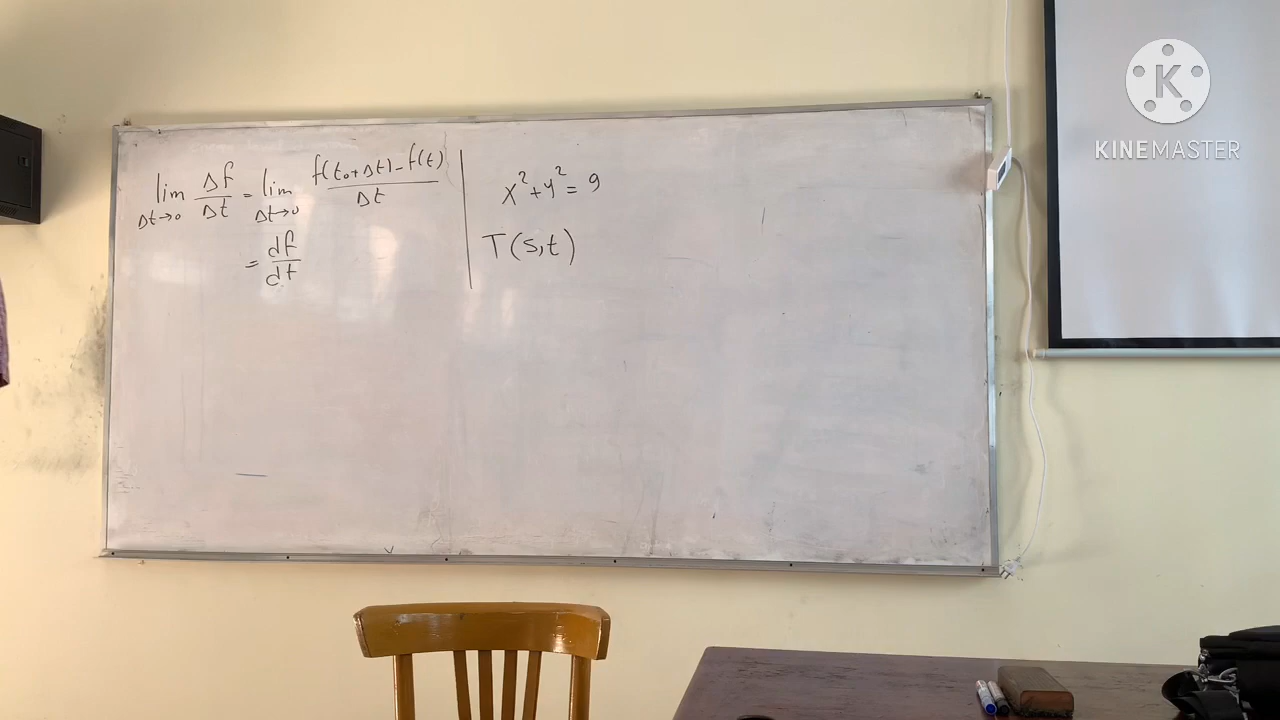 lim Δt→0 Δf/Δt = lim Δt→0 f(t₀+Δt)-f(t)/Δt
= df/dt
x²+y²=9
T(s,t)
K
KINEMASTER